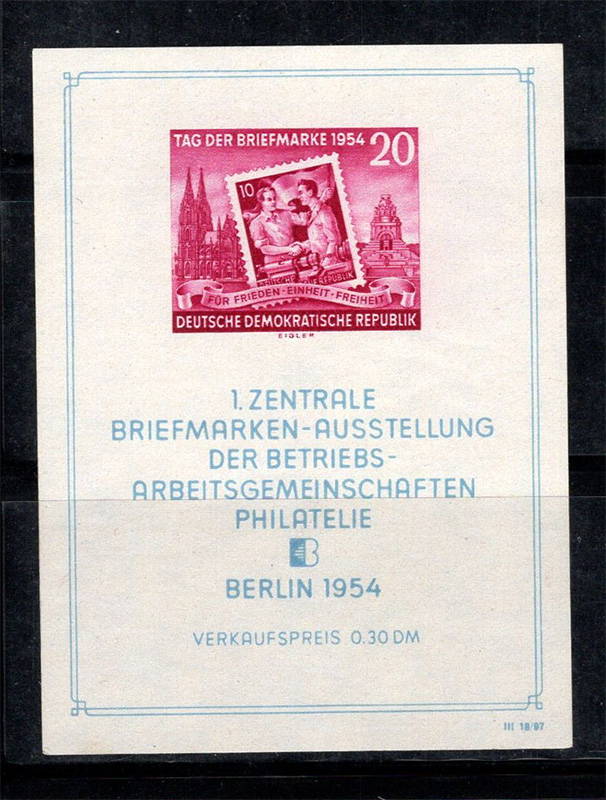 TAG DER BRIEFMARKE 1954 20
10
DEUTSCHE REPUBLIK
FÜR FRIEDEN · EINHEIT · FREIHEIT
DEUTSCHE DEMOKRATISCHE REPUBLIK
EIGLER
1. ZENTRALE
BRIEFMARKEN-AUSSTELLUNG
DER BETRIEBS-
ARBEITSGEMEINSCHAFTEN
PHILATELIE
B
BERLIN 1954
VERKAUFSPREIS 0.30 DM
III 18/97